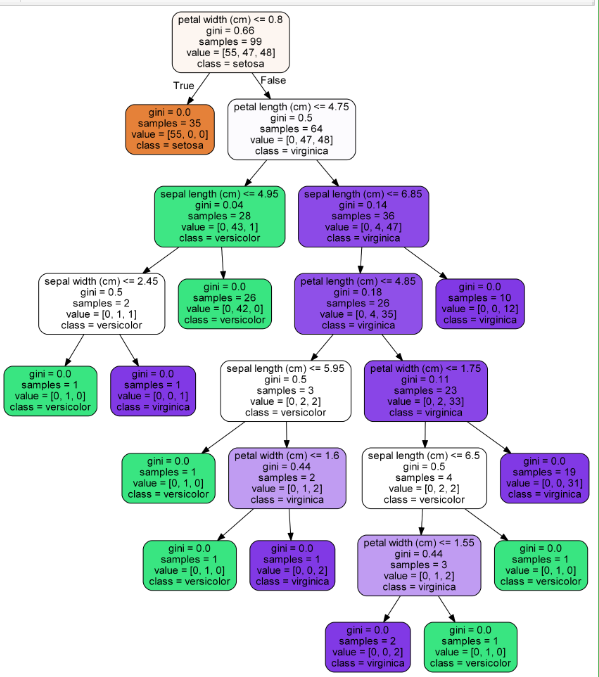 petal width (cm) <= 0.8
gini = 0.66
samples = 99
value = [55, 47, 48]
class = setosa
True
False
gini = 0.0
samples = 35
value = [55, 0, 0]
class = setosa
petal length (cm) <= 4.75
gini = 0.5
samples = 64
value = [0, 47, 48]
class = virginica
sepal length (cm) <= 4.95
gini = 0.04
samples = 28
value = [0, 43, 1]
class = versicolor
sepal length (cm) <= 6.85
gini = 0.14
samples = 36
value = [0, 4, 47]
class = virginica
sepal width (cm) <= 2.45
gini = 0.5
samples = 2
value = [0, 1, 1]
class = versicolor
gini = 0.0
samples = 26
value = [0, 42, 0]
class = versicolor
petal length (cm) <= 4.85
gini = 0.18
samples = 26
value = [0, 4, 35]
class = virginica
gini = 0.0
samples = 10
value = [0, 0, 12]
class = virginica
gini = 0.0
samples = 1
value = [0, 1, 0]
class = versicolor
gini = 0.0
samples = 1
value = [0, 0, 1]
class = virginica
sepal length (cm) <= 5.95
gini = 0.5
samples = 3
value = [0, 2, 2]
class = versicolor
petal width (cm) <= 1.75
gini = 0.11
samples = 23
value = [0, 2, 33]
class = virginica
gini = 0.0
samples = 1
value = [0, 1, 0]
class = versicolor
petal width (cm) <= 1.6
gini = 0.44
samples = 2
value = [0, 1, 2]
class = virginica
sepal length (cm) <= 6.5
gini = 0.5
samples = 4
value = [0, 2, 2]
class = versicolor
gini = 0.0
samples = 19
value = [0, 0, 31]
class = virginica
gini = 0.0
samples = 1
value = [0, 1, 0]
class = versicolor
gini = 0.0
samples = 1
value = [0, 0, 2]
class = virginica
petal width (cm) <= 1.55
gini = 0.44
samples = 3
value = [0, 1, 2]
class = virginica
gini = 0.0
samples = 1
value = [0, 1, 0]
class = versicolor
gini = 0.0
samples = 2
value = [0, 0, 2]
class = virginica
gini = 0.0
samples = 1
value = [0, 1, 0]
class = versicolor